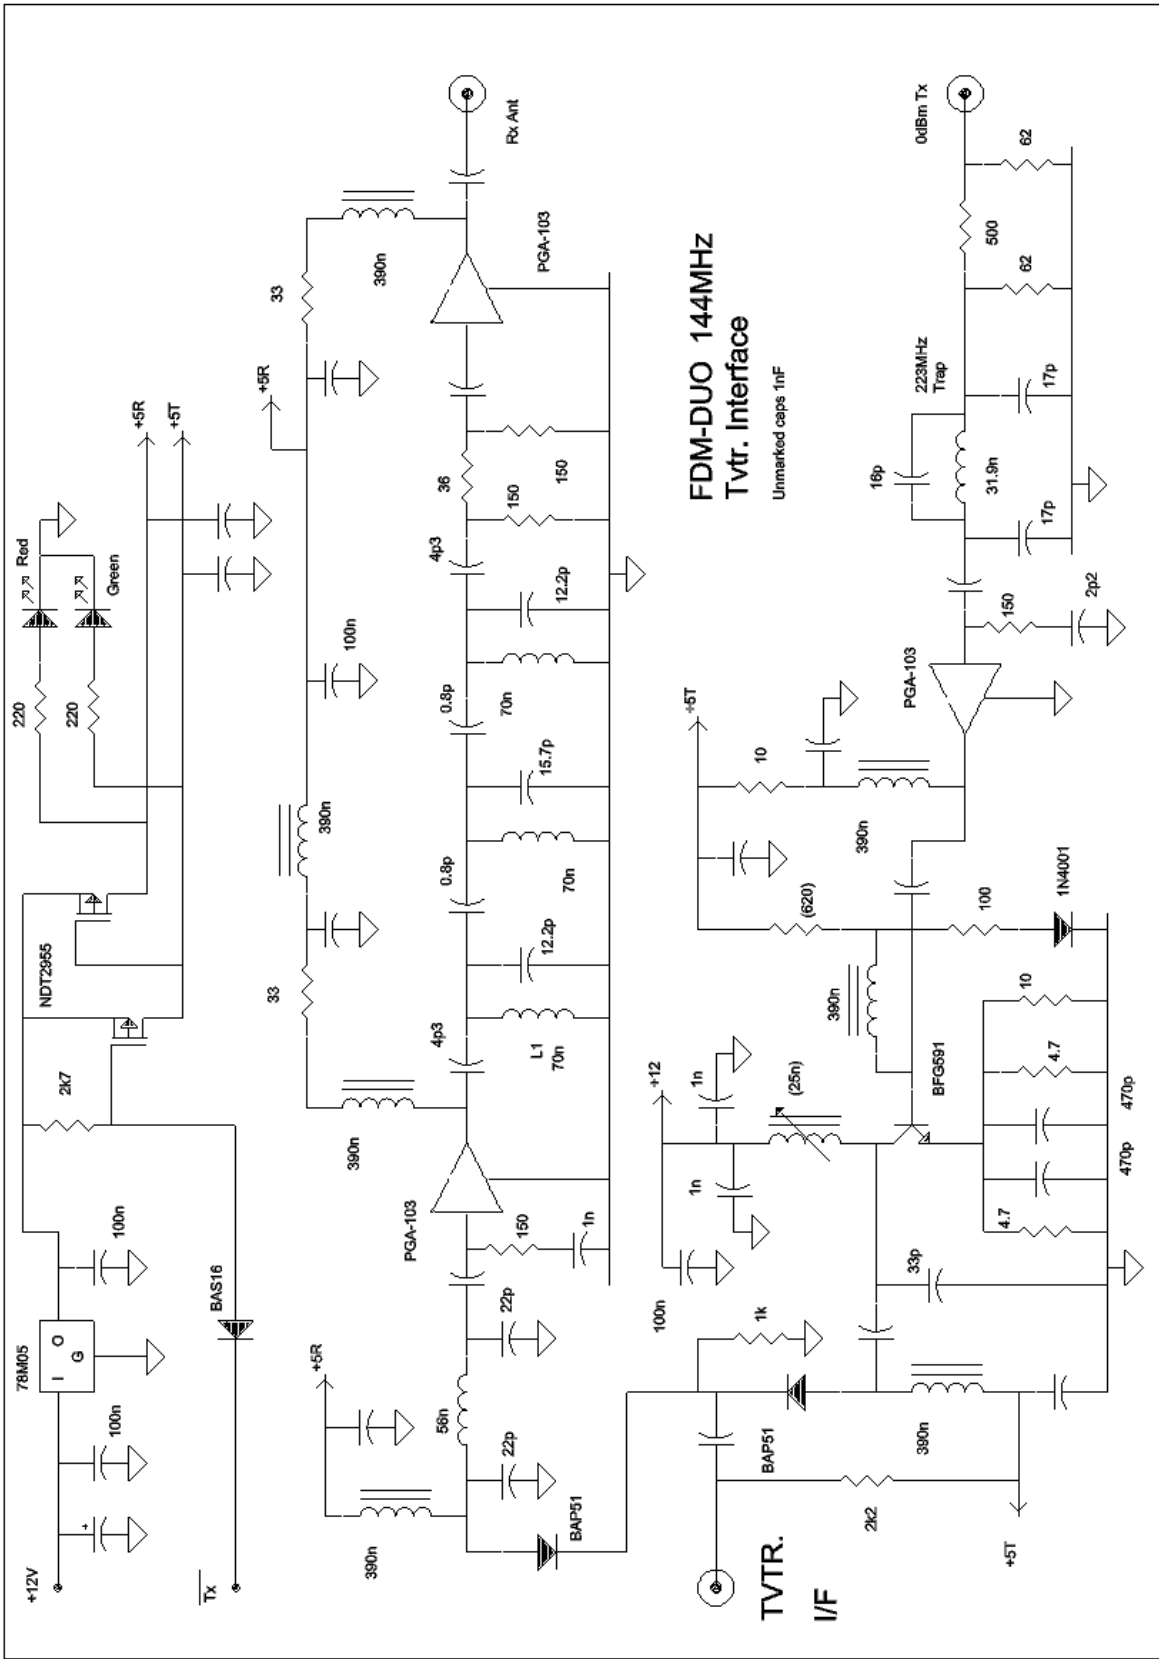 +12V
Tx
78M05
I
O
G
100n
100n
BAS16
2k7
NDT2955
220
220
Red
Green
+5R
+5T
+5R
390n
BAP51
22p
56n
22p
150
1n
PGA-103
390n
33
390n
100n
33
+5R
390n
4p3
L1
70n
12.2p
0.8p
70n
15.7p
0.8p
70n
12.2p
4p3
150
36
150
PGA-103
Rx Ant
FDM-DUO 144MHz
Tvtr. Interface
Unmarked caps 1nF
TVTR.
I/F
BAP51
2k2
+5T
390n
1k
100n
33p
+12
1n
1n
(25n)
BFG591
4.7
470p
470p
4.7
10
390n
(620)
100
1N4001
+5T
10
390n
PGA-103
150
2p2
17p
16p
31.9n
17p
223MHz
Trap
62
500
62
0dBm Tx